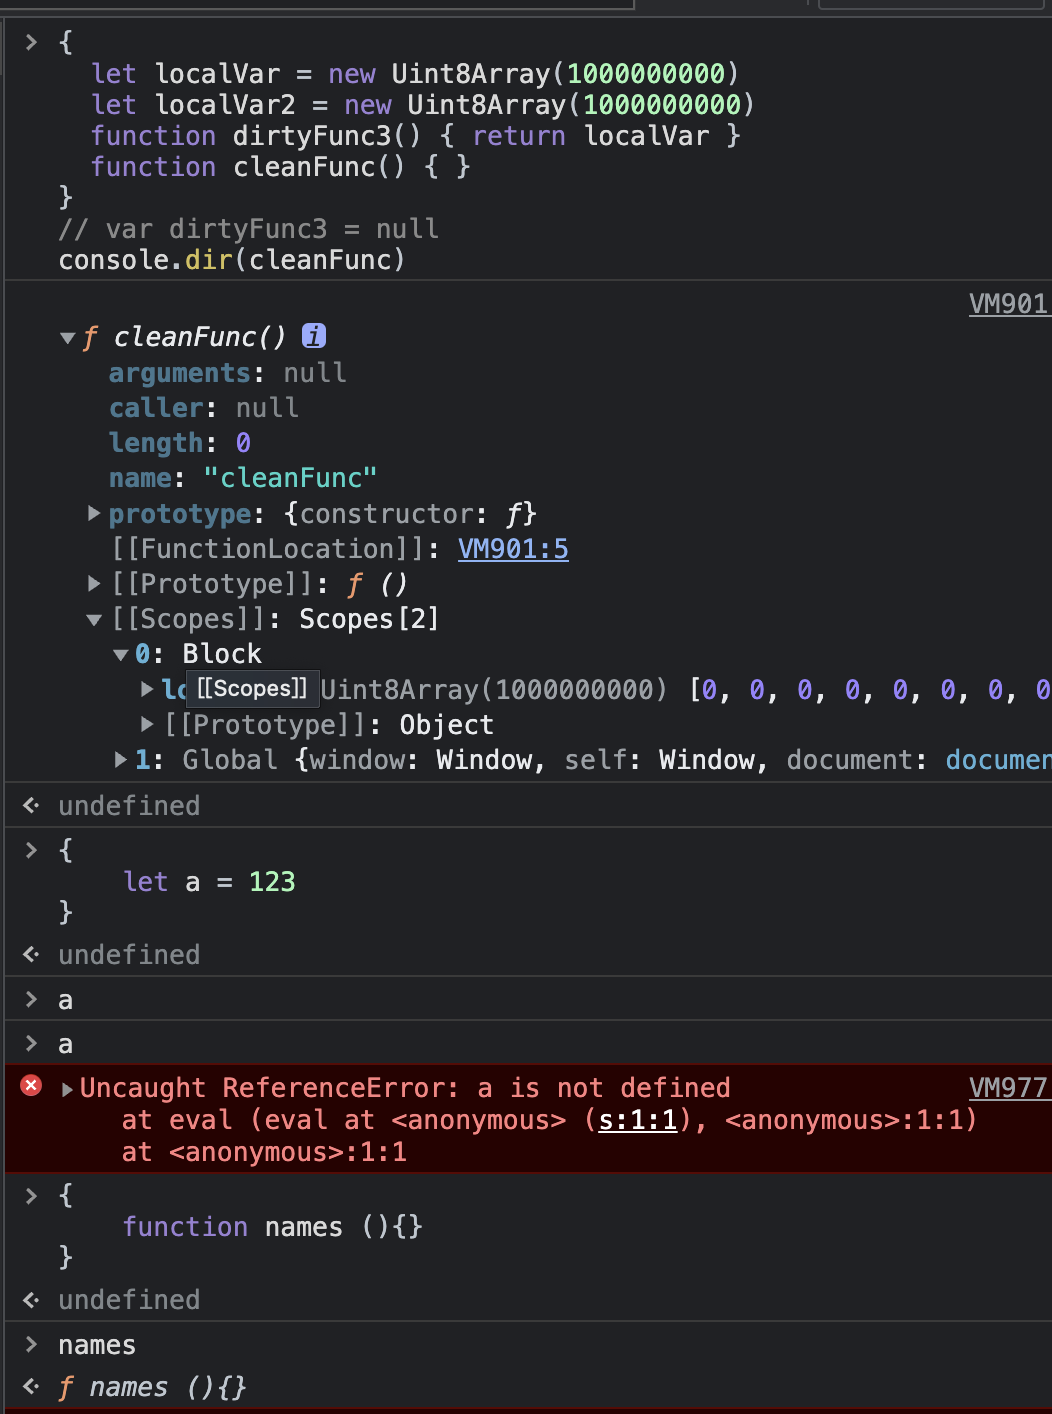 {
let localVar = new Uint8Array(1000000000)
let localVar2 = new Uint8Array(1000000000)
function dirtyFunc3() { return localVar }
function cleanFunc() { }
}
// var dirtyFunc3 = null
console.dir(cleanFunc)
VM901
ƒ cleanFunc() i
arguments: null
caller: null
length: 0
name: "cleanFunc"
prototype: {constructor: ƒ}
[[FunctionLocation]]: VM901:5
[[Prototype]]: ƒ ()
[[Scopes]]: Scopes[2]
0: Block
[[Scopes]] Uint8Array(1000000000) [0, 0, 0, 0, 0, 0, 0, 0
[[Prototype]]: Object
1: Global {window: Window, self: Window, document:
undefined
{
let a = 123
}
undefined
a
a
Uncaught ReferenceError: a is not defined VM977
at eval (eval at <anonymous> (s:1:1), <anonymous>:1:1)
at <anonymous>:1:1
{
function names (){}
}
undefined
names
ƒ names (){}